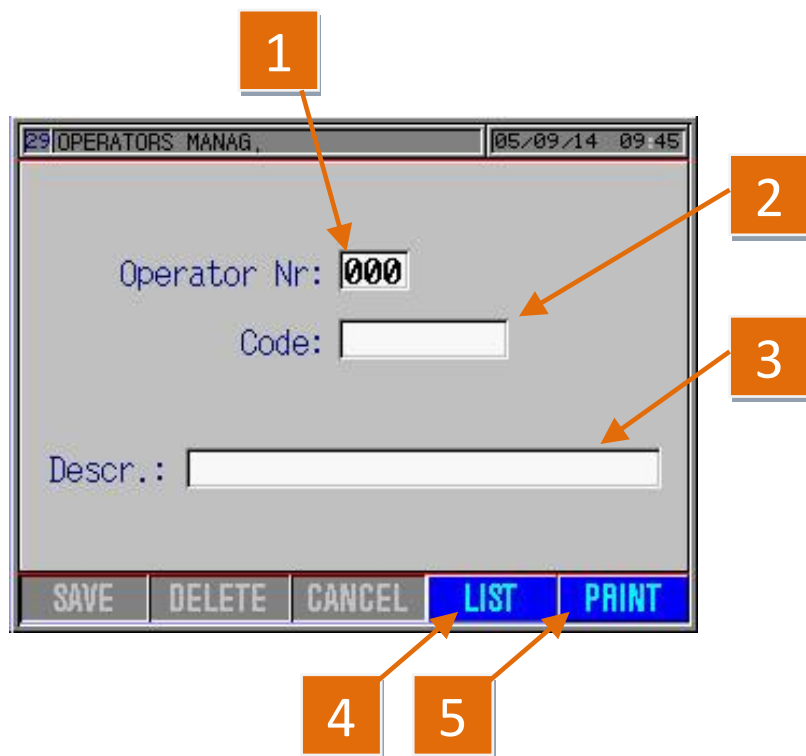 1
29 OPERATORS MANAG. 05/09/14 09:45
2
Operator Nr: 000
Code:
3
Descr.:
SAVE DELETE CANCEL LIST PRINT
4 5